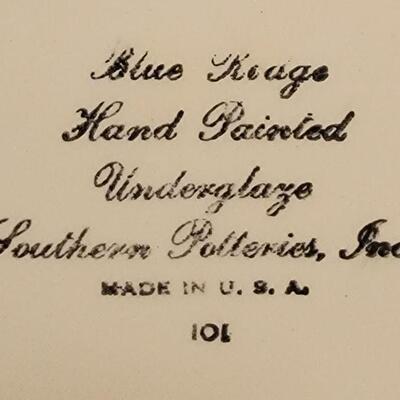 Blue Ridge
Hand Painted
Underglaze
Southern Potteries, Inc
MADE IN U. S. A.
101